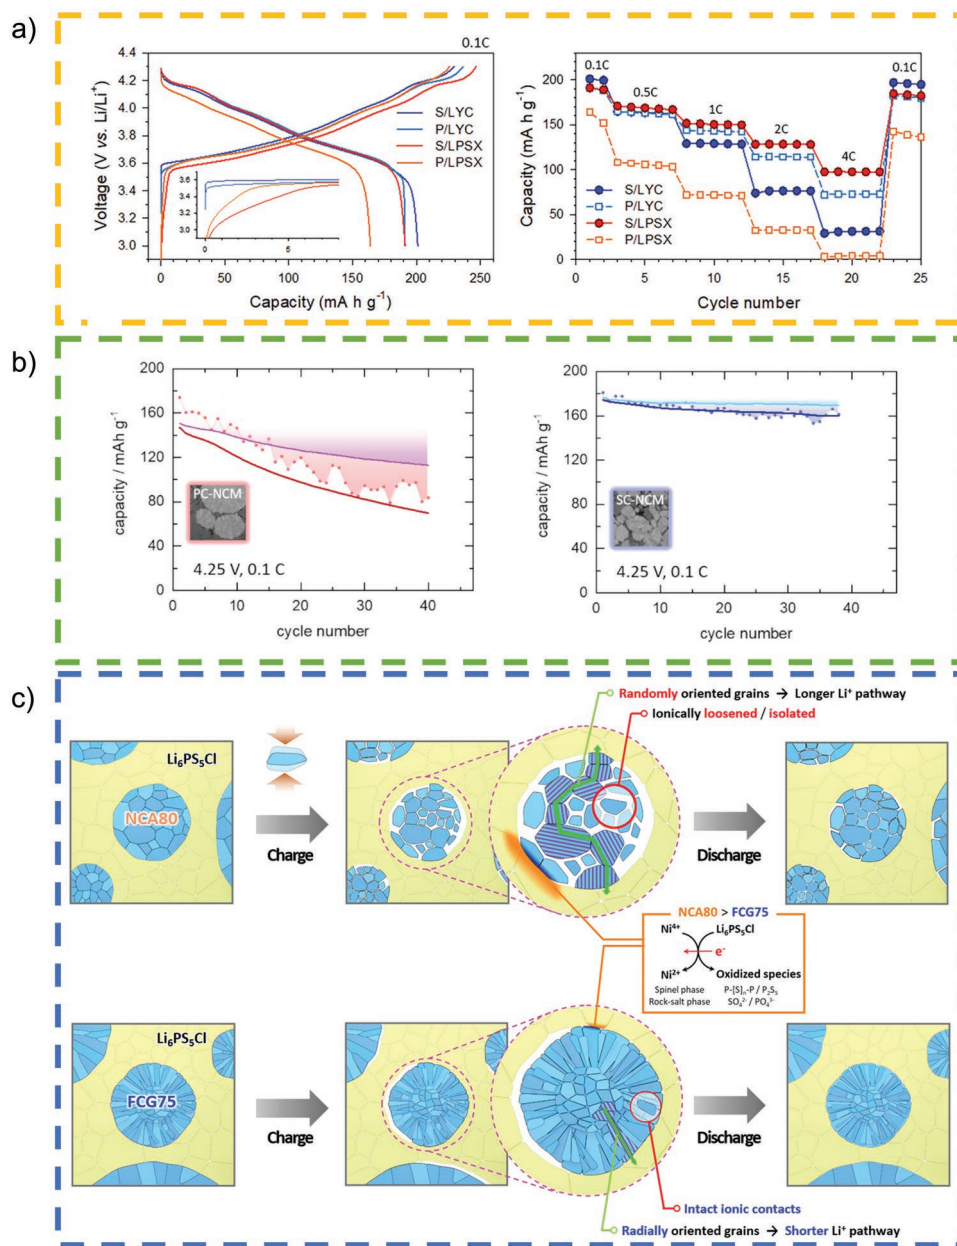 a)
0.1C
4.4
4.2
4.0
3.8
3.6
3.4
3.2
3.0
Voltage (V vs. Li/Li⁺)
S/LYC
P/LYC
S/LPSX
P/LPSX
3.6
3.5
3.4
3.3
3.2
3.1
3.0
0 5
0 50 100 150 200 250
Capacity (mA h g⁻¹)
Capacity (mA h g⁻¹)
200
150
100
50
0
0.1C
0.5C
1C
2C
4C
0.1C
S/LYC
P/LYC
S/LPSX
P/LPSX
0 5 10 15 20 25
Cycle number
b)
capacity / mAh g⁻¹
200
160
120
80
40
0
PC-NCM
4.25 V, 0.1 C
0 10 20 30 40
cycle number
capacity / mAh g⁻¹
200
160
120
80
40
0
SC-NCM
4.25 V, 0.1 C
0 10 20 30 40
cycle number
c)
Randomly oriented grains → Longer Li⁺ pathway
Ionically loosened / isolated
Li₆PS₅Cl
NCA80
Charge
Discharge
NCA80 > FCG75
Ni⁴⁺ Li₆PS₅Cl
e⁻
Ni²⁺ Oxidized species
Spinel phase P-[S]ₙ-P / P₂S₅
Rock-salt phase SO₄²⁻ / PO₄³⁻
Li₆PS₅Cl
FCG75
Charge
Discharge
Intact ionic contacts
Radially oriented grains → Shorter Li⁺ pathway